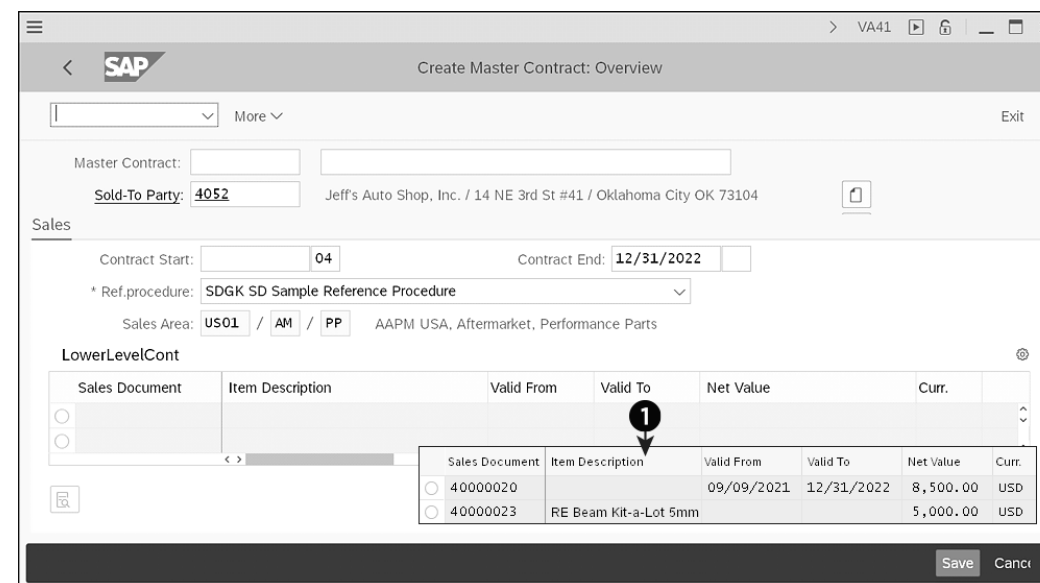 VA41
SAP Create Master Contract: Overview
More Exit
Master Contract:
Sold-To Party: 4052 Jeff's Auto Shop, Inc. / 14 NE 3rd St #41 / Oklahoma City OK 73104
Sales
Contract Start: 04 Contract End: 12/31/2022
* Ref.procedure: SDGK SD Sample Reference Procedure
Sales Area: US01 / AM / PP AAPM USA, Aftermarket, Performance Parts
LowerLevelCont
Sales Document Item Description Valid From Valid To Net Value Curr.
1
Sales Document Item Description Valid From Valid To Net Value Curr.
40000020 09/09/2021 12/31/2022 8,500.00 USD
40000023 RE Beam Kit-a-Lot 5mm 5,000.00 USD
Save Canc